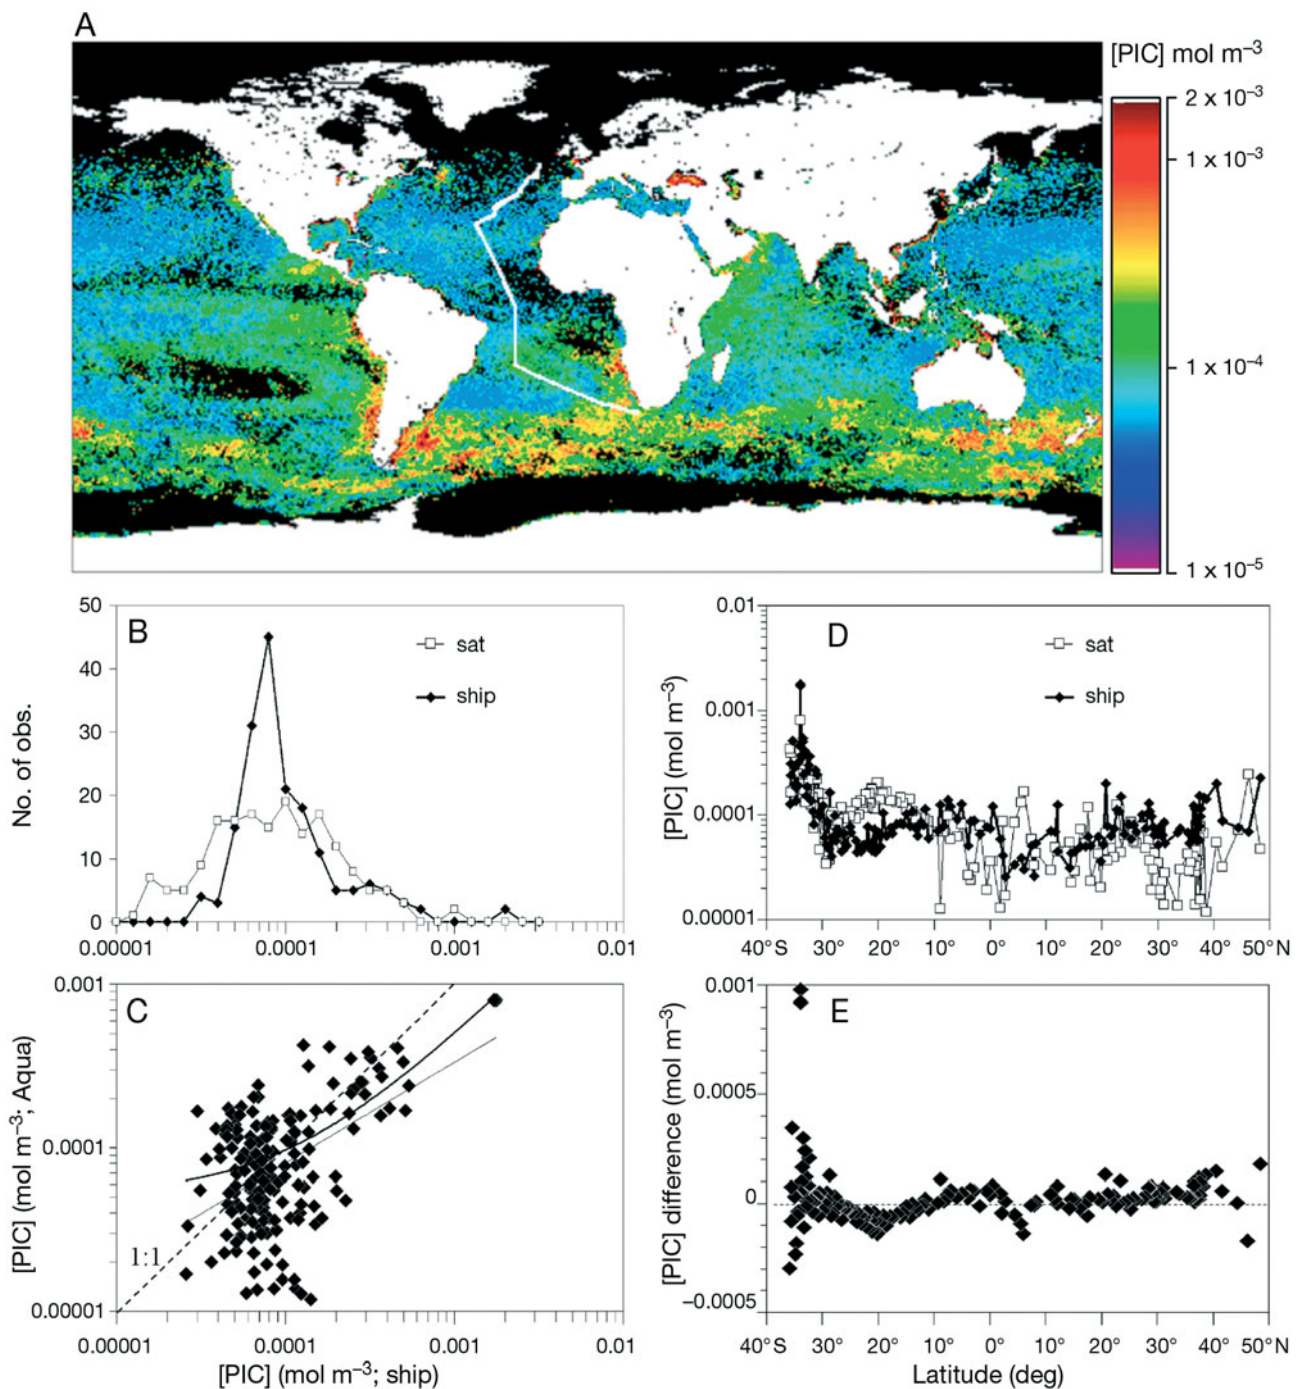 A
[PIC] mol m⁻³
2 x 10⁻³
1 x 10⁻³
1 x 10⁻⁴
1 x 10⁻⁵
B
No. of obs.
50
40
30
20
10
0
sat
ship
0.00001
0.0001
0.001
0.01
D
[PIC] (mol m⁻³)
0.01
0.001
0.0001
0.00001
sat
ship
40° S
30°
20°
10°
0°
10°
20°
30°
40°
50° N
C
[PIC] (mol m⁻³; Aqua)
0.001
0.0001
0.00001
1:1
0.00001
0.0001
0.001
0.01
[PIC] (mol m⁻³; ship)
E
[PIC] difference (mol m⁻³)
0.001
0.0005
0
−0.0005
40° S
30°
20°
10°
0°
10°
20°
30°
40°
50° N
Latitude (deg)